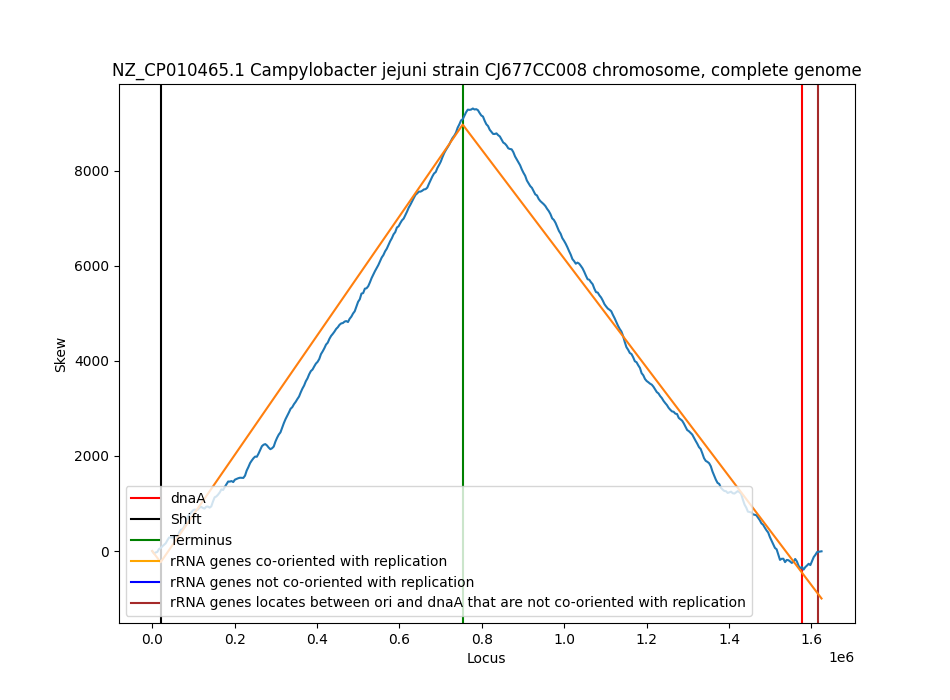 NZ_CP010465.1 Campylobacter jejuni strain CJ677CC008 chromosome, complete genome
Skew
8000
6000
4000
2000
0
dnaA
Shift
Terminus
rRNA genes co-oriented with replication
rRNA genes not co-oriented with replication
rRNA genes locates between ori and dnaA that are not co-oriented with replication
0.0 0.2 0.4 0.6 0.8 1.0 1.2 1.4 1.6
1e6
Locus